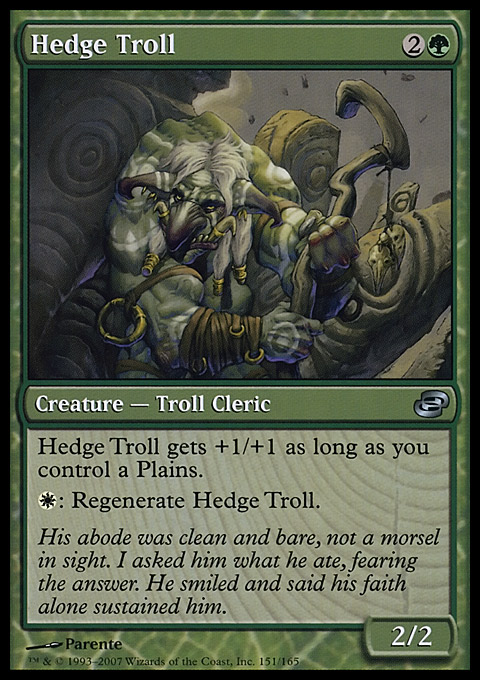 Hedge Troll 2
Creature — Troll Cleric
Hedge Troll gets +1/+1 as long as you
control a Plains.
: Regenerate Hedge Troll.
His abode was clean and bare, not a morsel
in sight. I asked him what he ate, fearing
the answer. He smiled and said his faith
alone sustained him.
2/2
Parente
™ & © 1993–2007 Wizards of the Coast, Inc. 151/165